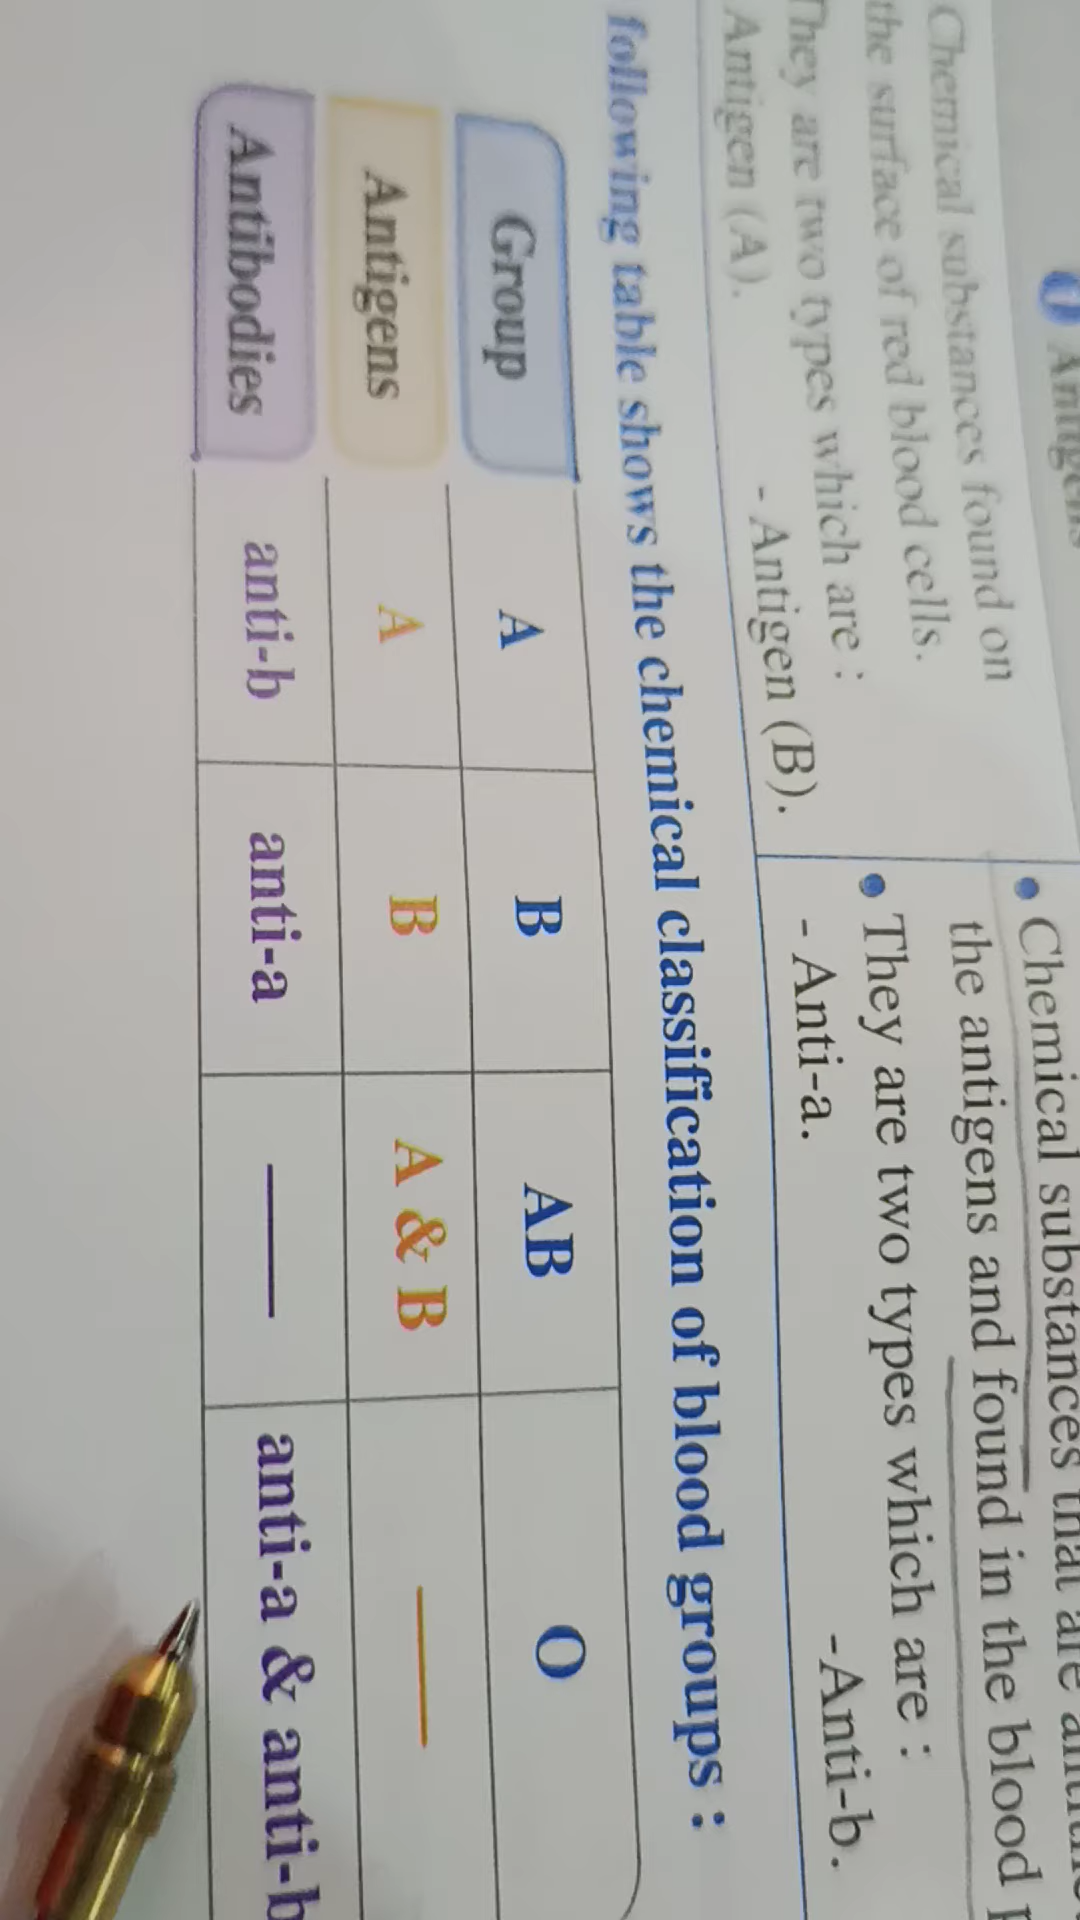 Antigens
Chemical substances found on
the surface of red blood cells.
They are two types which are :
Antigen (A). - Antigen (B).
• Chemical substances that are
the antigens and found in the blood
• They are two types which are :
- Anti-a. -Anti-b.
following table shows the chemical classification of blood groups :
Group A B AB O
Antigens A B A & B —
Antibodies anti-b anti-a — anti-a & anti-b